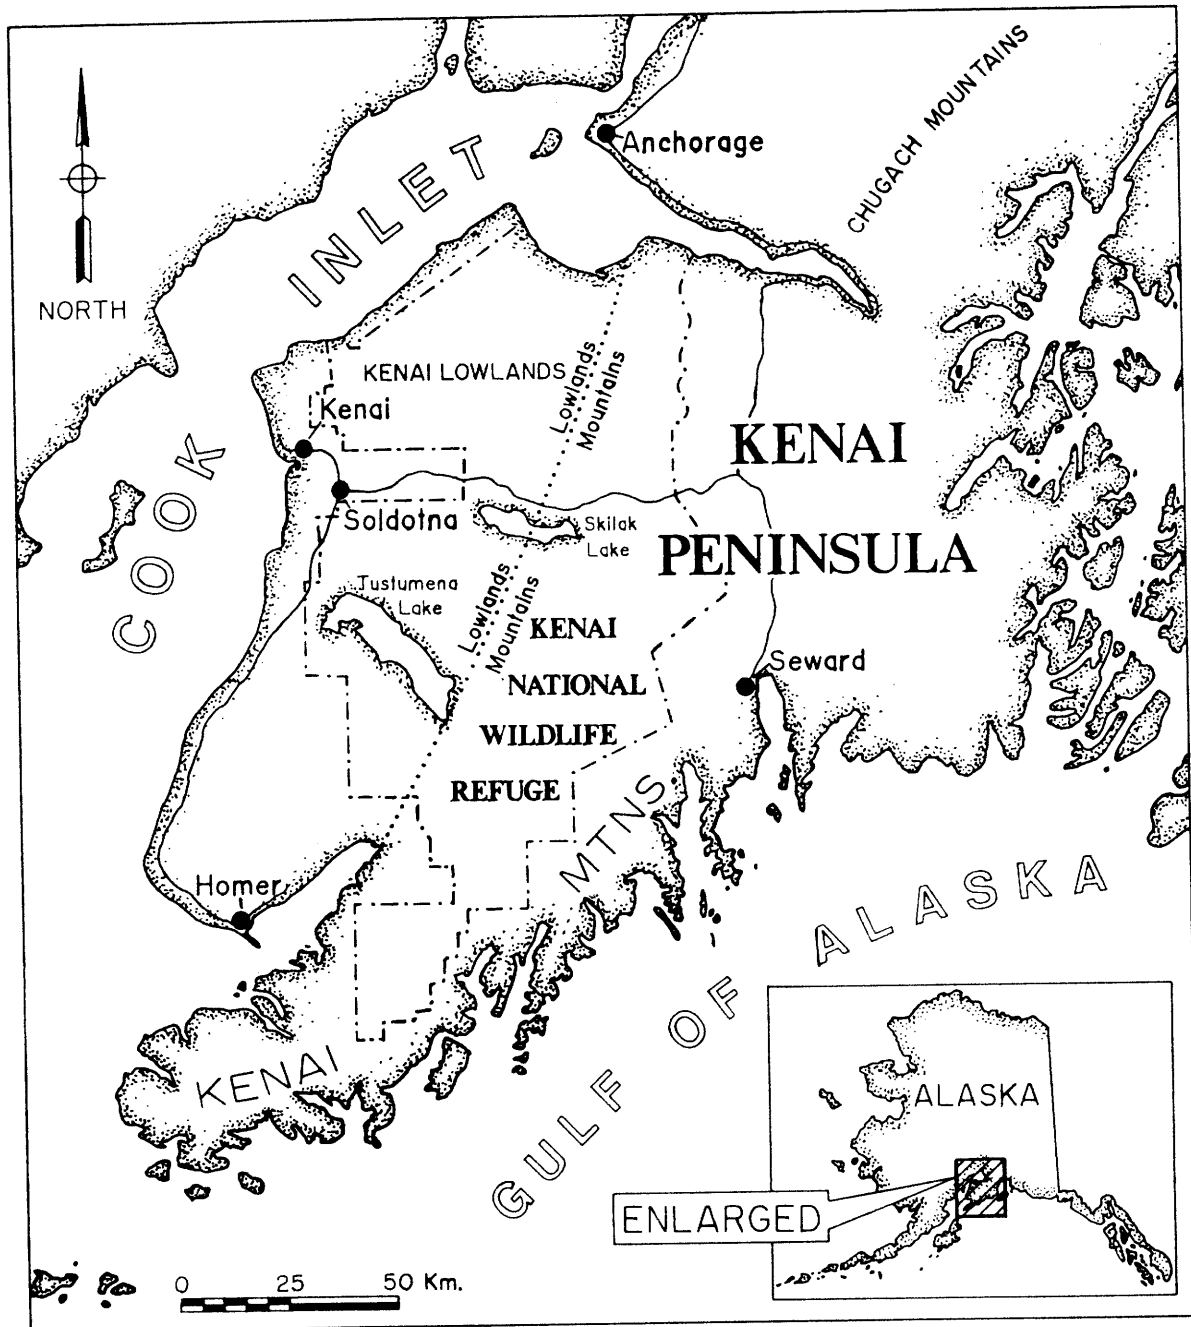 CHUGACH MOUNTAINS
Anchorage
COOK INLET
NORTH
KENAI LOWLANDS
Lowlands
Mountains
Kenai
KENAI
PENINSULA
Soldotna
Skilak
Lake
Tustumena
Lake
Lowlands
Mountains
KENAI
NATIONAL
WILDLIFE
REFUGE
Seward
Homer
KENAI MTNS.
GULF OF ALASKA
ALASKA
ENLARGED
0 25 50 Km.